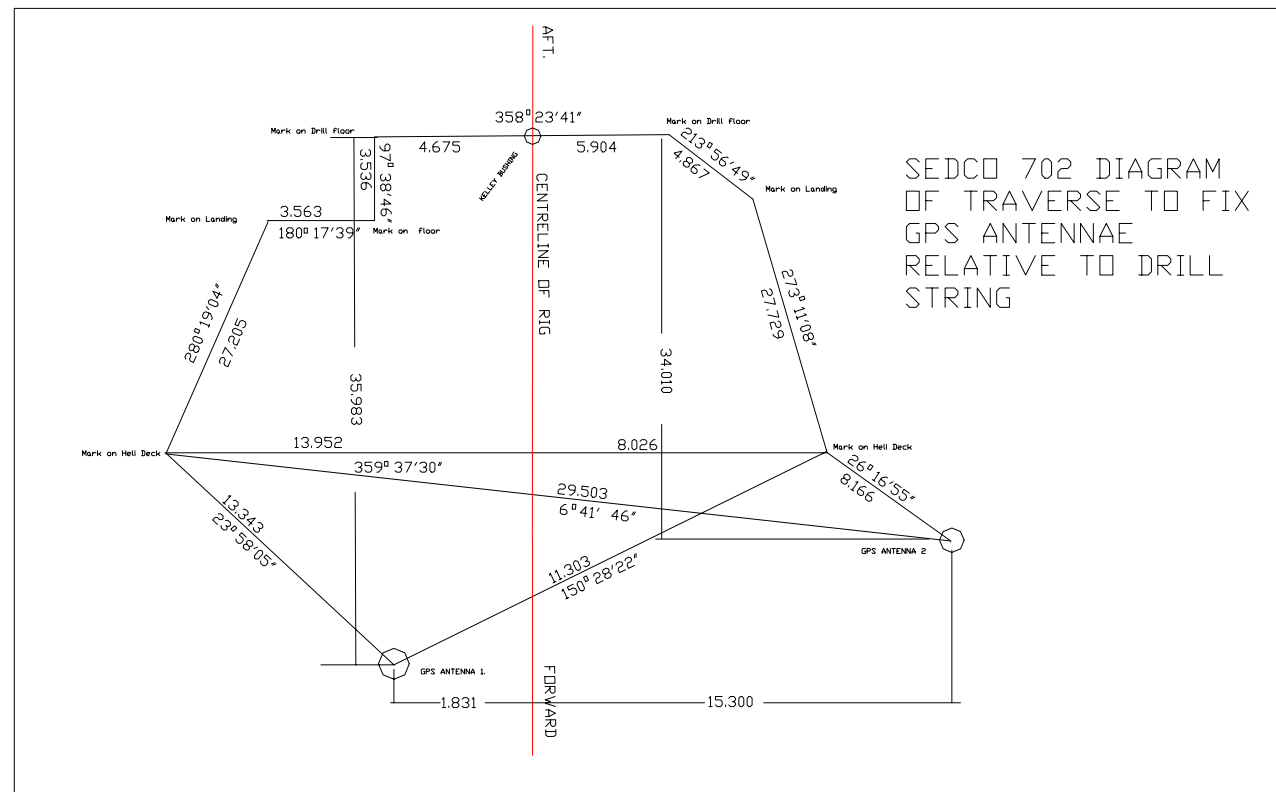 AFT.
358° 23'41"
Mark on Drill floor
Mark on Drill floor
4.675
5.904
213° 56'49"
4.867
3.536
97° 38'46"
KELLEY BUSHING
CENTRELINE OF RIG
SEDCO 702 DIAGRAM
OF TRAVERSE TO FIX
GPS ANTENNAE
RELATIVE TO DRILL
STRING
Mark on Landing
Mark on Landing
3.563
180° 17'39"
Mark on floor
280° 19'04"
27.205
273° 11'08"
27.729
35.983
34.010
Mark on Heli Deck
13.952
8.026
Mark on Heli Deck
359° 37'30"
26° 16'55"
8.166
29.503
6° 41' 46"
13.343
23° 58'05"
11.303
150° 28'22"
GPS ANTENNA 2
GPS ANTENNA 1.
FORWARD
1.831
15.300